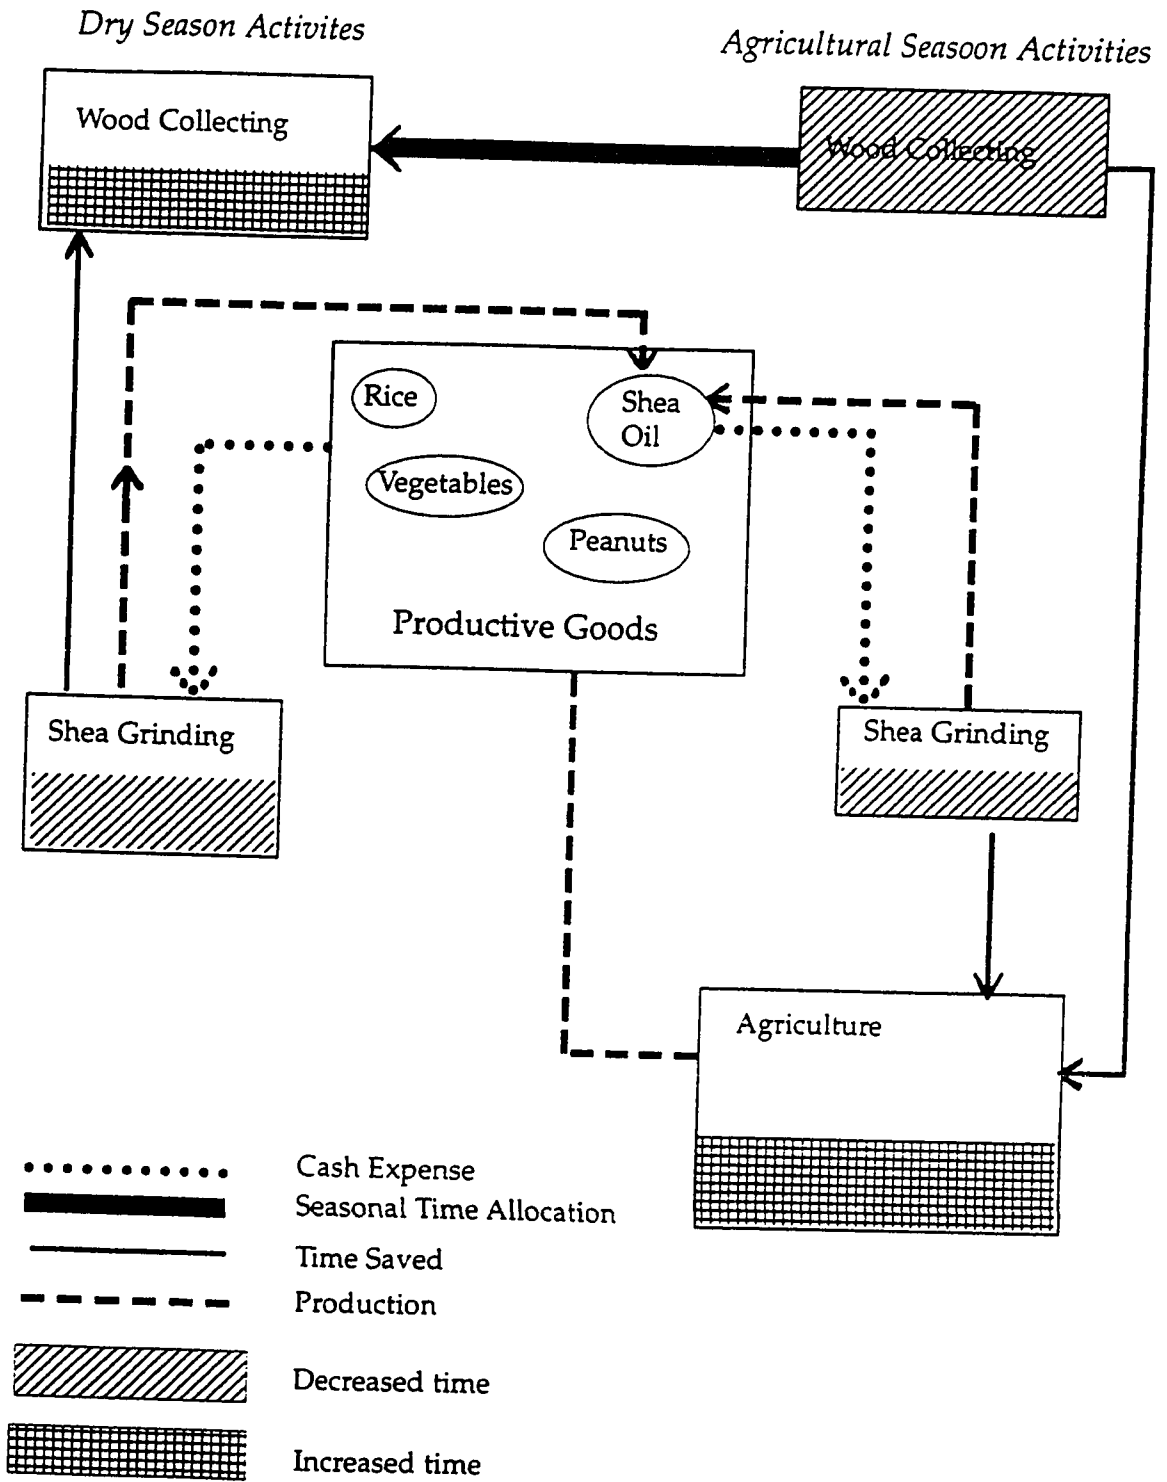 Dry Season Activites
Agricultural Seasoon Activities
Wood Collecting
Wood Collecting
Rice
Shea
Oil
Vegetables
Peanuts
Productive Goods
Shea Grinding
Shea Grinding
Agriculture
Cash Expense
Seasonal Time Allocation
Time Saved
Production
Decreased time
Increased time